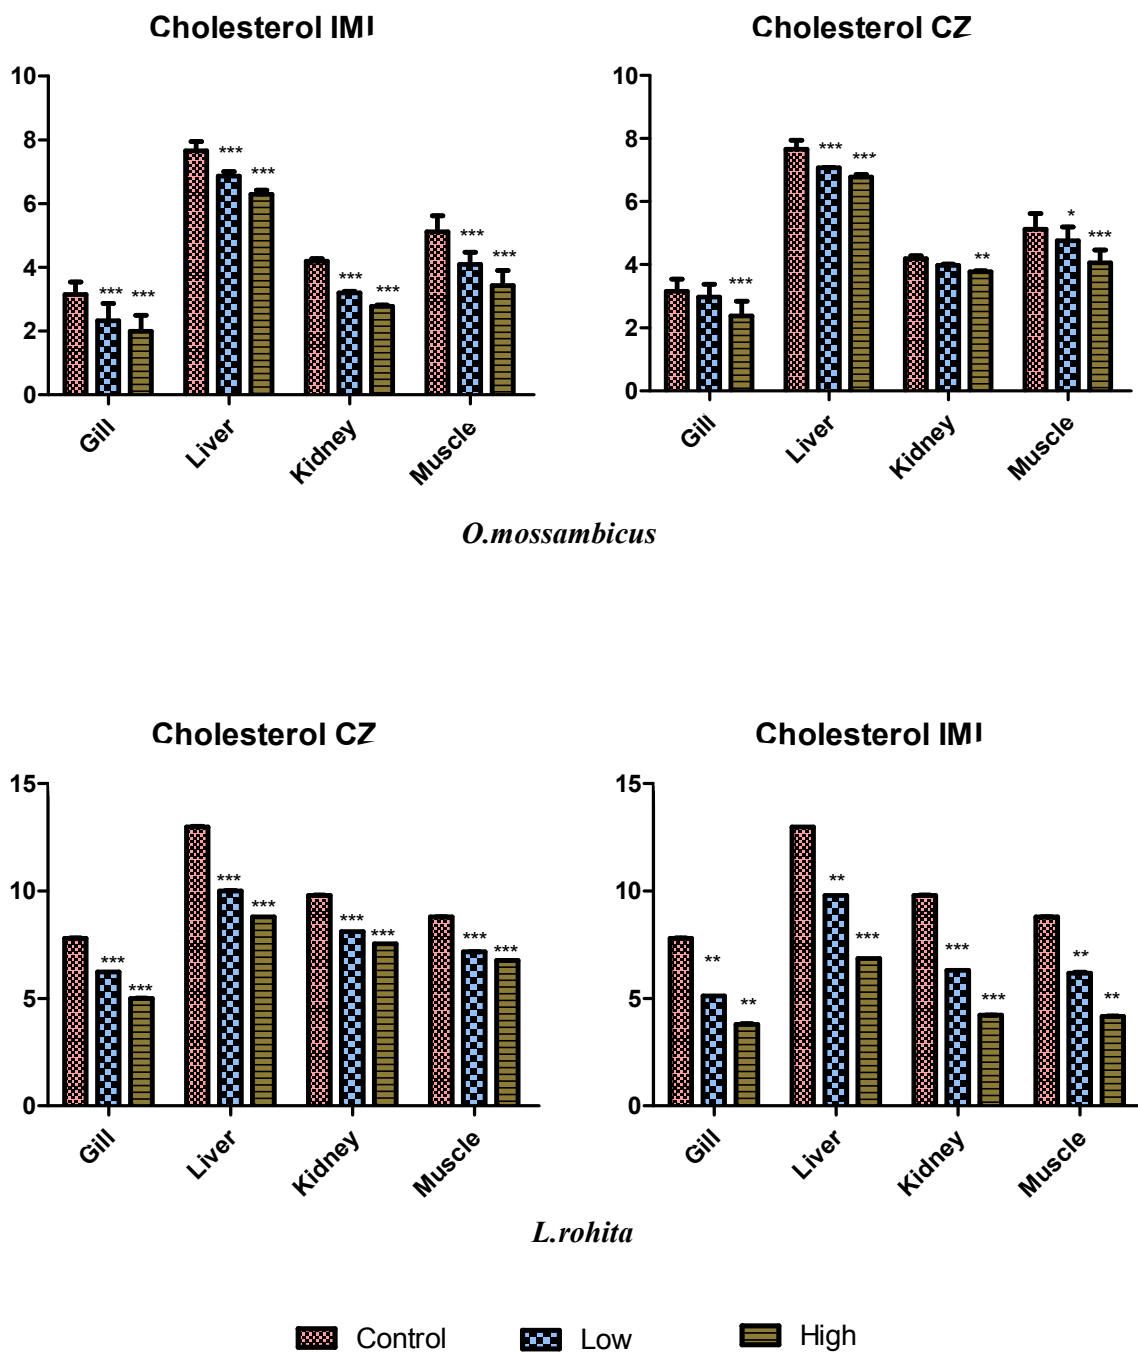 Cholesterol IMI
Cholesterol CZ
10
8
6
4
2
0
*** *** *** *** *** *** *** ***
Gill Liver Kidney Muscle
10
8
6
4
2
0
*** *** *** ** * ***
Gill Liver Kidney Muscle
O.mossambicus
Cholesterol CZ
Cholesterol IMI
15
10
5
0
*** *** *** *** *** *** *** ***
Gill Liver Kidney Muscle
15
10
5
0
** ** ** *** *** *** ** **
Gill Liver Kidney Muscle
L.rohita
Control Low High